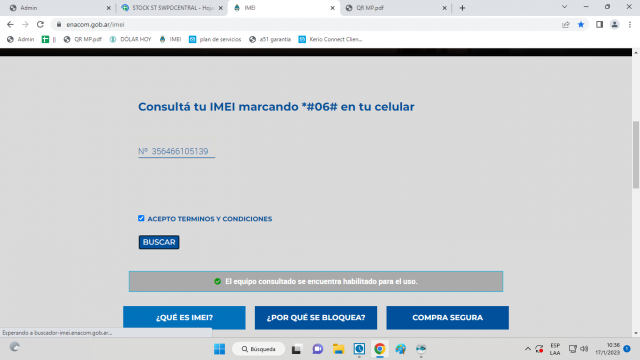 Admin
STOCK ST SWPOCENTRAL - Hoja
IMEI
QR MP.pdf
enacom.gob.ar/imei
Admin
||
QR MP.pdf
DÓLAR HOY
IMEI
plan de servicios
a51 garantía
Kerio Connect Clien...
Consultá tu IMEI marcando *#06# en tu celular
Nº 356466105139
ACEPTO TERMINOS Y CONDICIONES
BUSCAR
El equipo consultado se encuentra habilitado para el uso.
¿QUÉ ES IMEI?
¿POR QUÉ SE BLOQUEA?
COMPRA SEGURA
Esperando a buscador-imei.enacom.gob.ar...
Búsqueda
ESP
LAA
10:36
17/1/2023